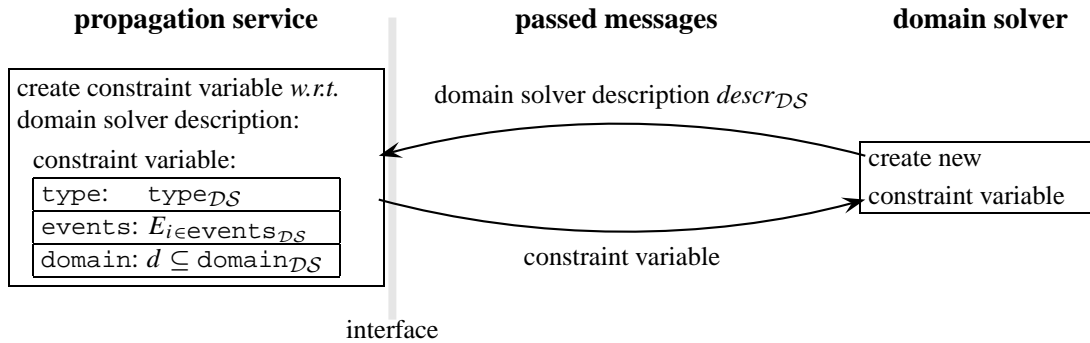 propagation service
passed messages
domain solver
create constraint variable w.r.t.
domain solver description:
constraint variable:
type: type𝒟𝒮
events: E i∈events𝒟𝒮
domain: d ⊆ domain𝒟𝒮
domain solver description descr𝒟𝒮
constraint variable
create new
constraint variable
interface